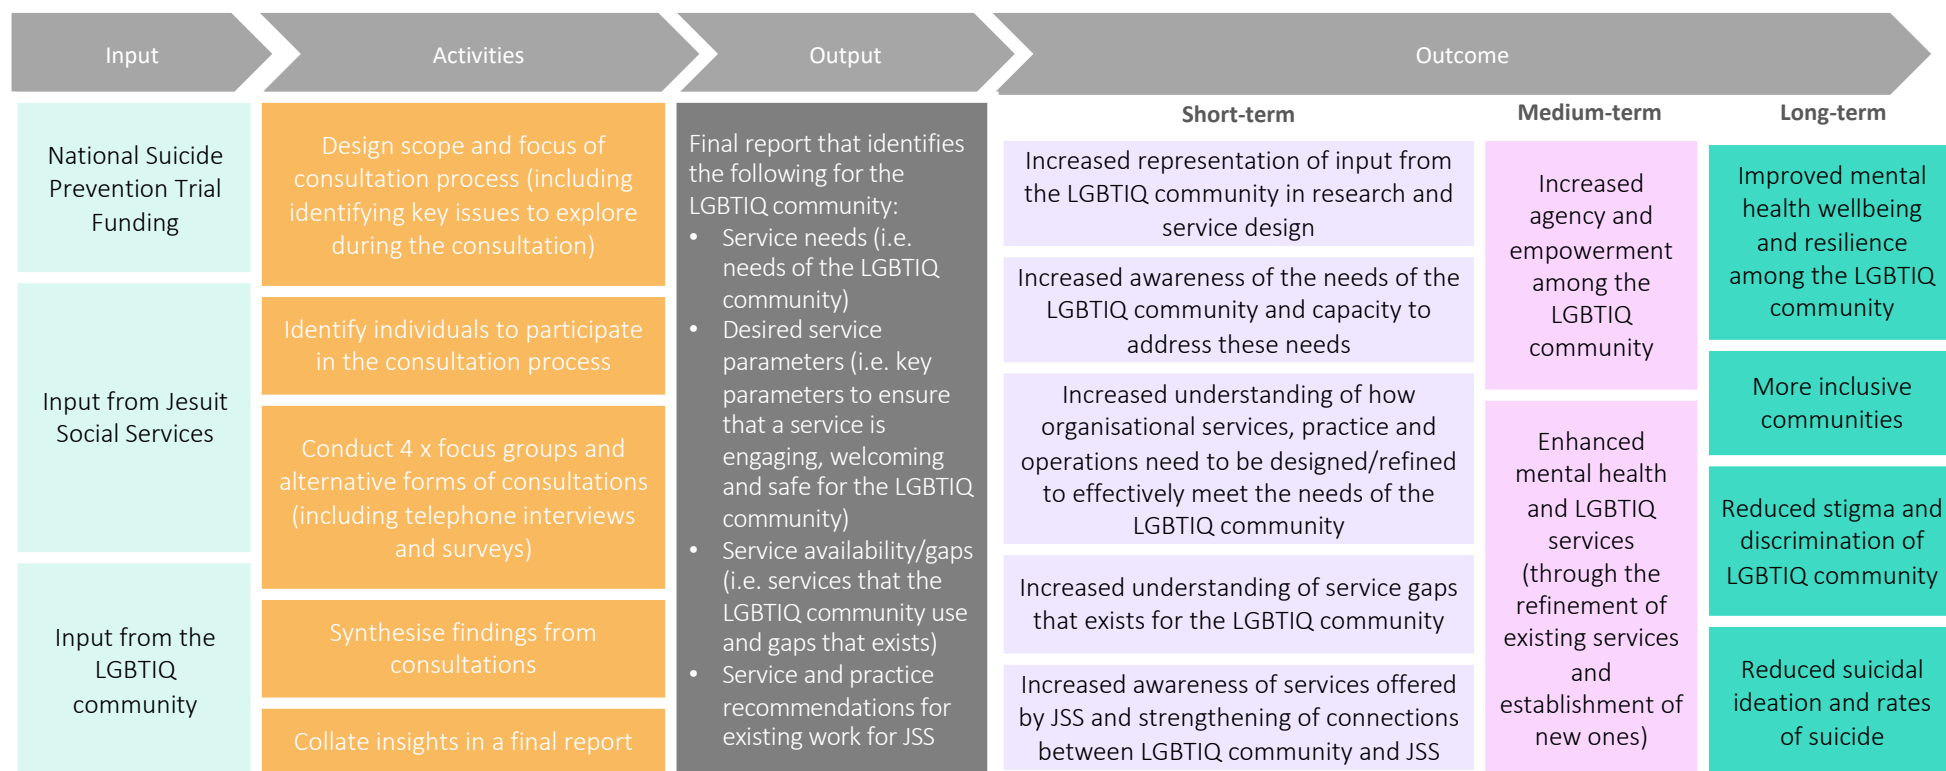 Input
Activities
Output
Outcome
National Suicide
Prevention Trial
Funding
Input from Jesuit
Social Services
Input from the
LGBTIQ
community
Design scope and focus of
consultation process (including
identifying key issues to explore
during the consultation)
Identify individuals to participate
in the consultation process
Conduct 4 x focus groups and
alternative forms of consultations
(including telephone interviews
and surveys)
Synthesise findings from
consultations
Collate insights in a final report
Final report that identifies
the following for the
LGBTIQ community:
• Service needs (i.e.
needs of the LGBTIQ
community)
• Desired service
parameters (i.e. key
parameters to ensure
that a service is
engaging, welcoming
and safe for the LGBTIQ
community)
• Service availability/gaps
(i.e. services that the
LGBTIQ community use
and gaps that exists)
• Service and practice
recommendations for
existing work for JSS
Short-term
Increased representation of input from
the LGBTIQ community in research and
service design
Increased awareness of the needs of the
LGBTIQ community and capacity to
address these needs
Increased understanding of how
organisational services, practice and
operations need to be designed/refined
to effectively meet the needs of the
LGBTIQ community
Increased understanding of service gaps
that exists for the LGBTIQ community
Increased awareness of services offered
by JSS and strengthening of connections
between LGBTIQ community and JSS
Medium-term
Increased
agency and
empowerment
among the
LGBTIQ
community
Enhanced
mental health
and LGBTIQ
services
(through the
refinement of
existing services
and
establishment of
new ones)
Long-term
Improved mental
health wellbeing
and resilience
among the LGBTIQ
community
More inclusive
communities
Reduced stigma and
discrimination of
LGBTIQ community
Reduced suicidal
ideation and rates
of suicide